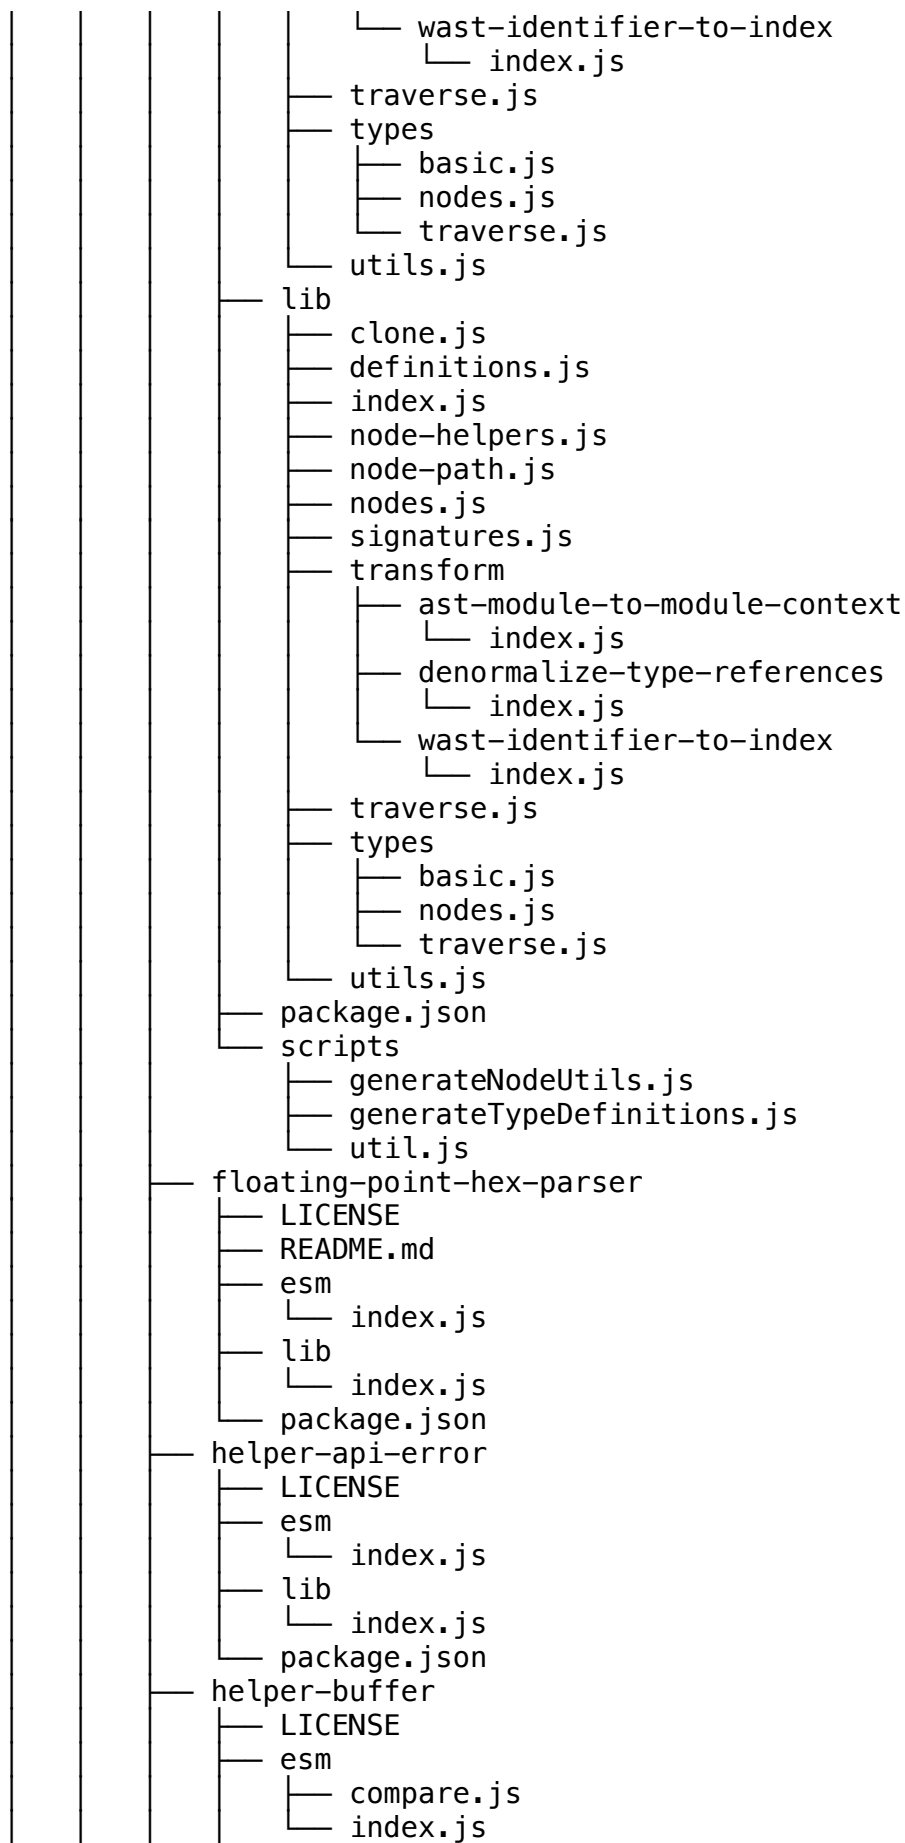 │   │   │   │   │   └── wast-identifier-to-index
│   │   │   │   │       └── index.js
│   │   │   │   ├── traverse.js
│   │   │   │   ├── types
│   │   │   │   │   ├── basic.js
│   │   │   │   │   ├── nodes.js
│   │   │   │   │   └── traverse.js
│   │   │   │   └── utils.js
│   │   │   ├── lib
│   │   │   │   ├── clone.js
│   │   │   │   ├── definitions.js
│   │   │   │   ├── index.js
│   │   │   │   ├── node-helpers.js
│   │   │   │   ├── node-path.js
│   │   │   │   ├── nodes.js
│   │   │   │   ├── signatures.js
│   │   │   │   ├── transform
│   │   │   │   │   ├── ast-module-to-module-context
│   │   │   │   │   │   └── index.js
│   │   │   │   │   ├── denormalize-type-references
│   │   │   │   │   │   └── index.js
│   │   │   │   │   └── wast-identifier-to-index
│   │   │   │   │       └── index.js
│   │   │   │   ├── traverse.js
│   │   │   │   ├── types
│   │   │   │   │   ├── basic.js
│   │   │   │   │   ├── nodes.js
│   │   │   │   │   └── traverse.js
│   │   │   │   └── utils.js
│   │   │   ├── package.json
│   │   │   └── scripts
│   │   │       ├── generateNodeUtils.js
│   │   │       ├── generateTypeDefinitions.js
│   │   │       └── util.js
│   │   ├── floating-point-hex-parser
│   │   │   ├── LICENSE
│   │   │   ├── README.md
│   │   │   ├── esm
│   │   │   │   └── index.js
│   │   │   ├── lib
│   │   │   │   └── index.js
│   │   │   └── package.json
│   │   ├── helper-api-error
│   │   │   ├── LICENSE
│   │   │   ├── esm
│   │   │   │   └── index.js
│   │   │   ├── lib
│   │   │   │   └── index.js
│   │   │   └── package.json
│   │   ├── helper-buffer
│   │   │   ├── LICENSE
│   │   │   ├── esm
│   │   │   │   ├── compare.js
│   │   │   │   └── index.js